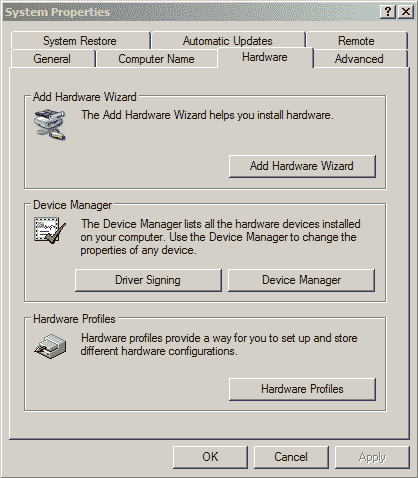 System Properties
System Restore Automatic Updates Remote
General Computer Name Hardware Advanced
Add Hardware Wizard
The Add Hardware Wizard helps you install hardware.
Add Hardware Wizard
Device Manager
The Device Manager lists all the hardware devices installed
on your computer. Use the Device Manager to change the
properties of any device.
Driver Signing Device Manager
Hardware Profiles
Hardware profiles provide a way for you to set up and store
different hardware configurations.
Hardware Profiles
OK Cancel Apply